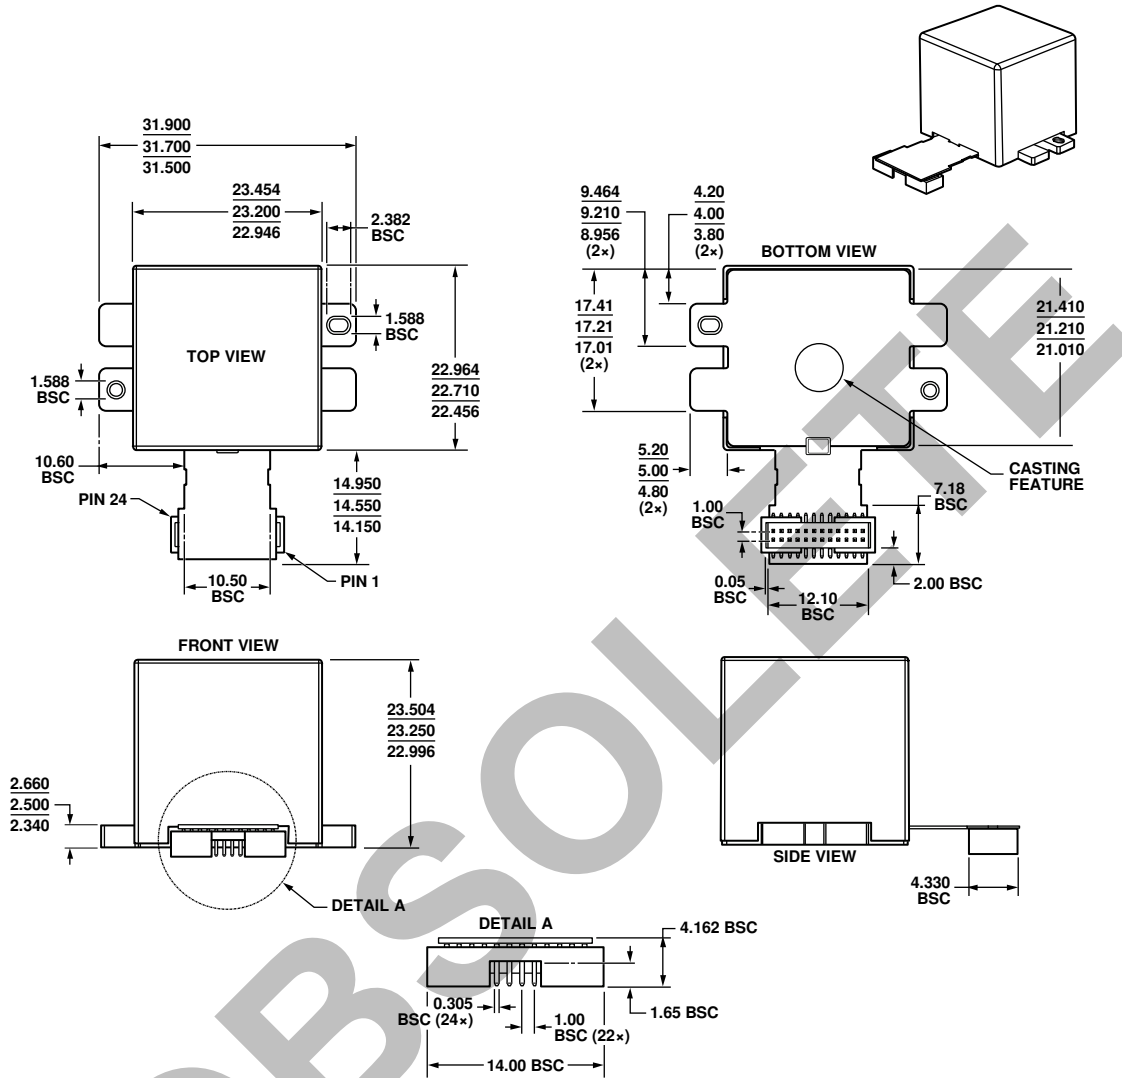 31.900
31.700
31.500
23.454
23.200
22.946
2.382
BSC
1.588
BSC
TOP VIEW
1.588
BSC
22.964
22.710
22.456
10.60
BSC
PIN 24
14.950
14.550
14.150
10.50
BSC
PIN 1
9.464
9.210
8.956
(2×)
4.20
4.00
3.80
(2×)
BOTTOM VIEW
17.41
17.21
17.01
(2×)
21.410
21.210
21.010
5.20
5.00
4.80
(2×)
CASTING
FEATURE
1.00
BSC
7.18
BSC
0.05
BSC
12.10
BSC
2.00 BSC
FRONT VIEW
23.504
23.250
22.996
2.660
2.500
2.340
DETAIL A
SIDE VIEW
4.330
BSC
DETAIL A
4.162 BSC
0.305
BSC (24×)
1.00
BSC (22×)
1.65 BSC
14.00 BSC
OBSOLETE